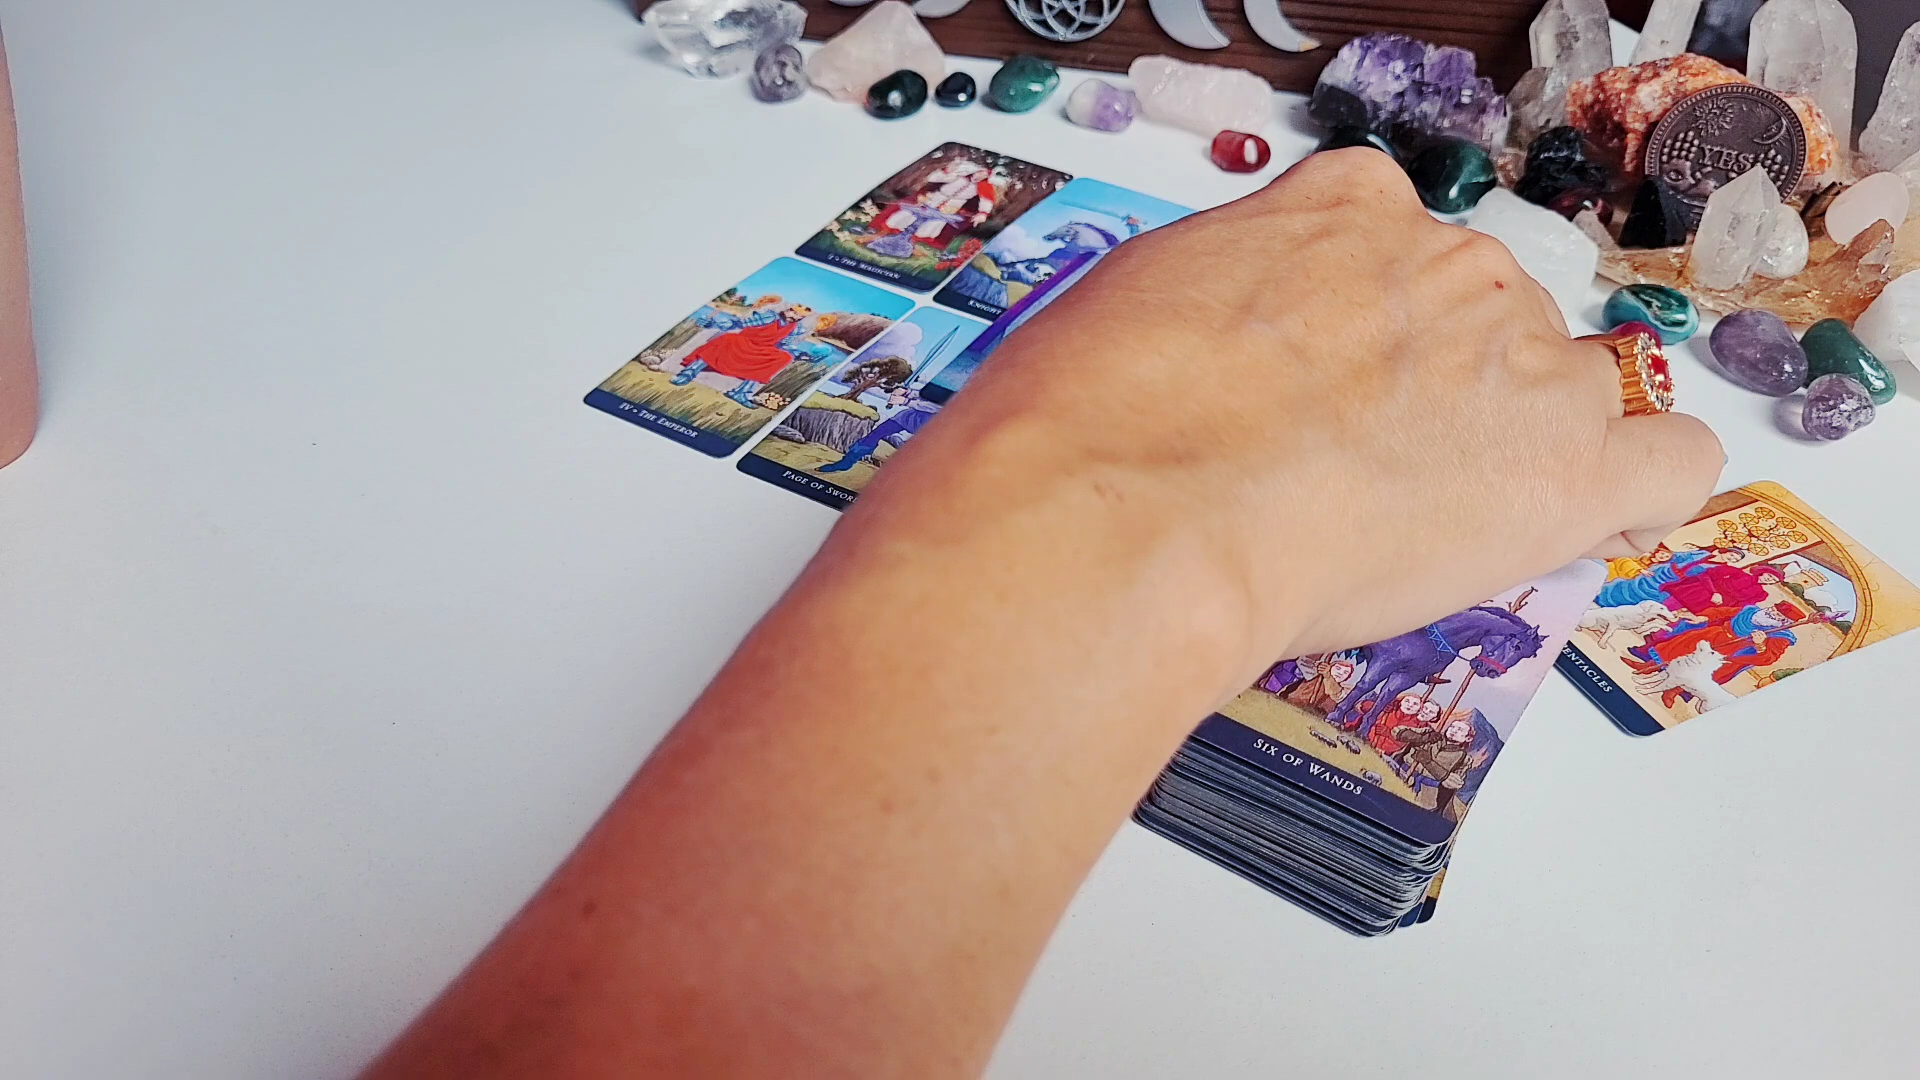 YES
I • THE MAGICIAN
KNIGHT
IV • THE EMPEROR
PAGE OF SWOR
ENTACLES
SIX OF WANDS